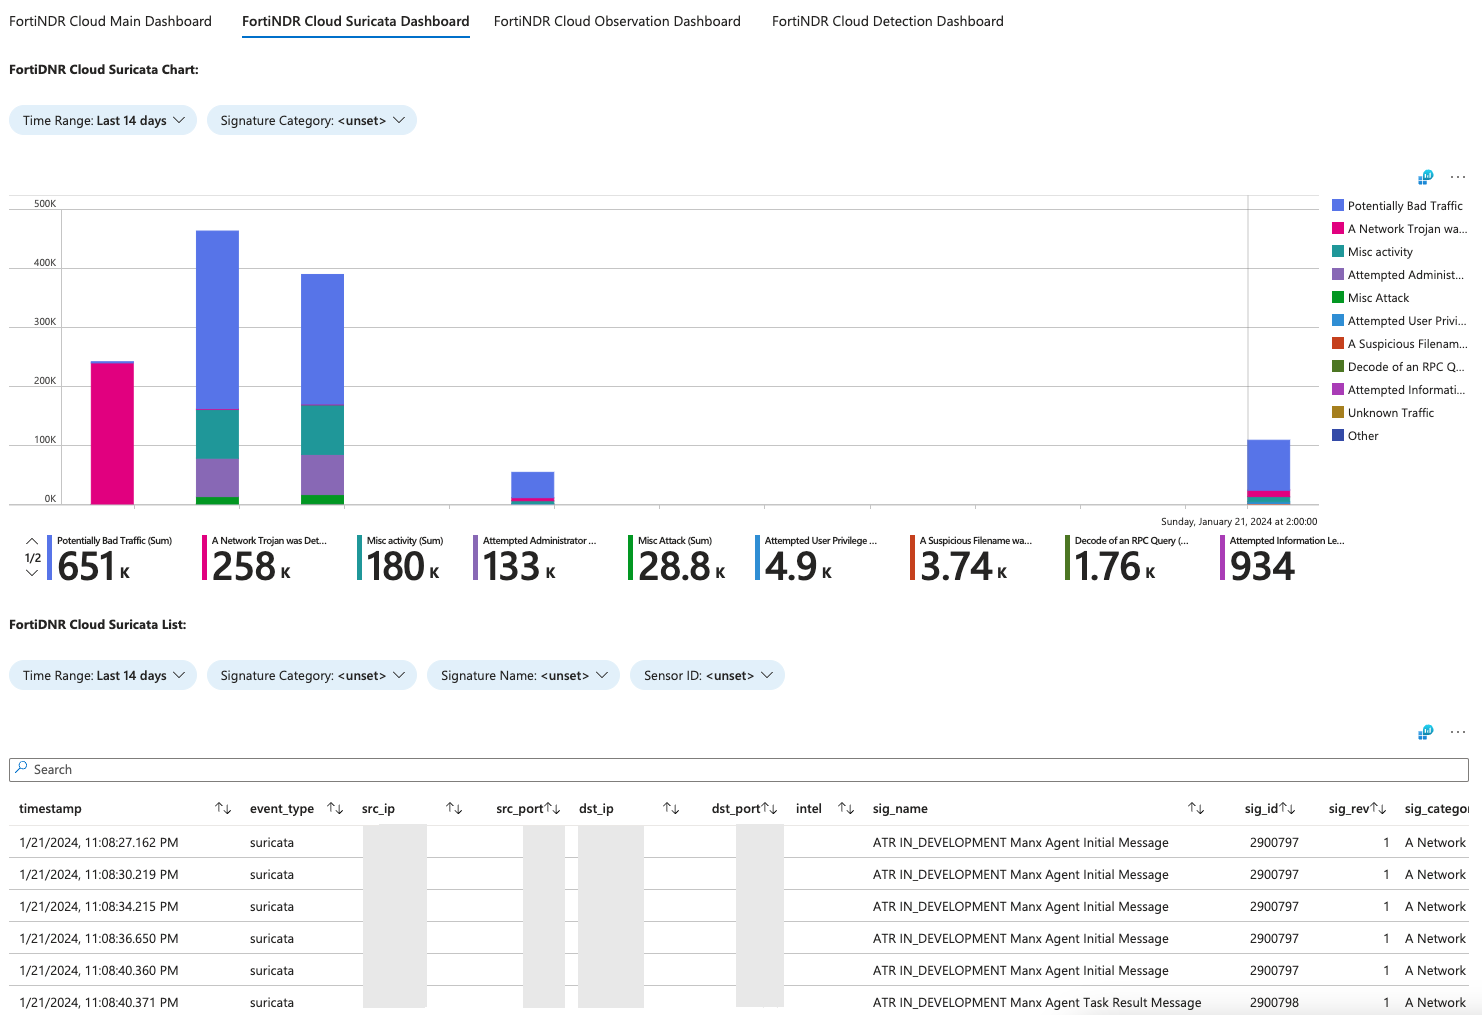 FortiNDR Cloud Main Dashboard FortiNDR Cloud Suricata Dashboard FortiNDR Cloud Observation Dashboard FortiNDR Cloud Detection Dashboard
FortiDNR Cloud Suricata Chart:
Time Range: Last 14 days Signature Category: <unset>
500K
400K
300K
200K
100K
0K
Potentially Bad Traffic
A Network Trojan wa...
Misc activity
Attempted Administ...
Misc Attack
Attempted User Privi...
A Suspicious Filenam...
Decode of an RPC Q...
Attempted Informati...
Unknown Traffic
Other
Sunday, January 21, 2024 at 2:00:00
1/2
Potentially Bad Traffic (Sum) A Network Trojan was Det... Misc activity (Sum) Attempted Administrator ... Misc Attack (Sum) Attempted User Privilege ... A Suspicious Filename wa... Decode of an RPC Query (... Attempted Information Le...
651 K 258 K 180 K 133 K 28.8 K 4.9 K 3.74 K 1.76 K 934
FortiDNR Cloud Suricata List:
Time Range: Last 14 days Signature Category: <unset> Signature Name: <unset> Sensor ID: <unset>
Search
timestamp event_type src_ip src_port dst_ip dst_port intel sig_name sig_id sig_rev sig_categor
1/21/2024, 11:08:27.162 PM suricata ATR IN_DEVELOPMENT Manx Agent Initial Message 2900797 1 A Network
1/21/2024, 11:08:30.219 PM suricata ATR IN_DEVELOPMENT Manx Agent Initial Message 2900797 1 A Network
1/21/2024, 11:08:34.215 PM suricata ATR IN_DEVELOPMENT Manx Agent Initial Message 2900797 1 A Network
1/21/2024, 11:08:36.650 PM suricata ATR IN_DEVELOPMENT Manx Agent Initial Message 2900797 1 A Network
1/21/2024, 11:08:40.360 PM suricata ATR IN_DEVELOPMENT Manx Agent Initial Message 2900797 1 A Network
1/21/2024, 11:08:40.371 PM suricata ATR IN_DEVELOPMENT Manx Agent Task Result Message 2900798 1 A Network